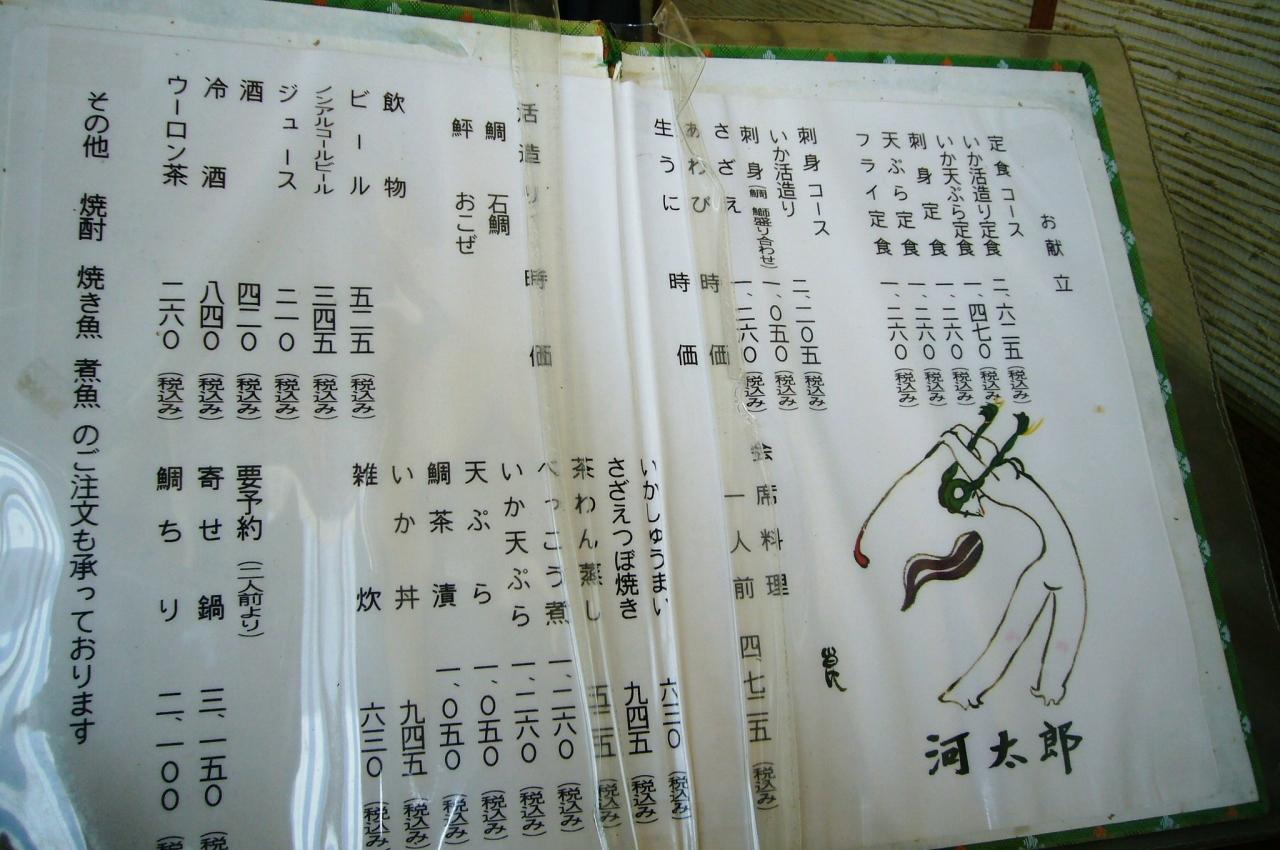 お献立
定食コース
いか活造り定食 二、六二五(税込み)
いか天ぷら定食 一、四七〇(税込み)
刺身定食 一、二六〇(税込み)
天ぷら定食 一、二六〇(税込み)
フライ定食 一、二六〇(税込み)
刺身コース
いか活造り 二、二〇五(税込み)
刺身(鯛 鰤盛り合わせ) 一、〇五〇(税込み)
さざえ 一、二六〇(税込み)
あわび 時価
生うに 時価
会席料理
一人前 四、七二五(税込み)
河太郎
いかしゅうまい 六三〇(税込み)
さざえつぼ焼き 九四五(税込み)
茶わん蒸し 五二五(税込み)
べっこう煮 一、二六〇(税込み)
いか天ぷら 一、二六〇(税込み)
天ぷら 一、〇五〇(税込み)
鯛茶漬 一、〇五〇(税込み)
いか丼 九四五(税込み)
雑炊 六三〇(税込み)
活造り 時価
鯛 石鯛
鮃 おこぜ
飲物
ビール 五二五(税込み)
ノンアルコールビール 三四五(税込み)
ジュース 二一〇(税込み)
酒 四二〇(税込み)
冷酒 八四〇(税込み)
ウーロン茶 二六〇(税込み)
要予約(二人前より)
寄せ鍋 三、一五〇(税
鯛ちり 二、一〇〇(税
その他 焼酎 焼き魚 煮魚 のご注文も承っております